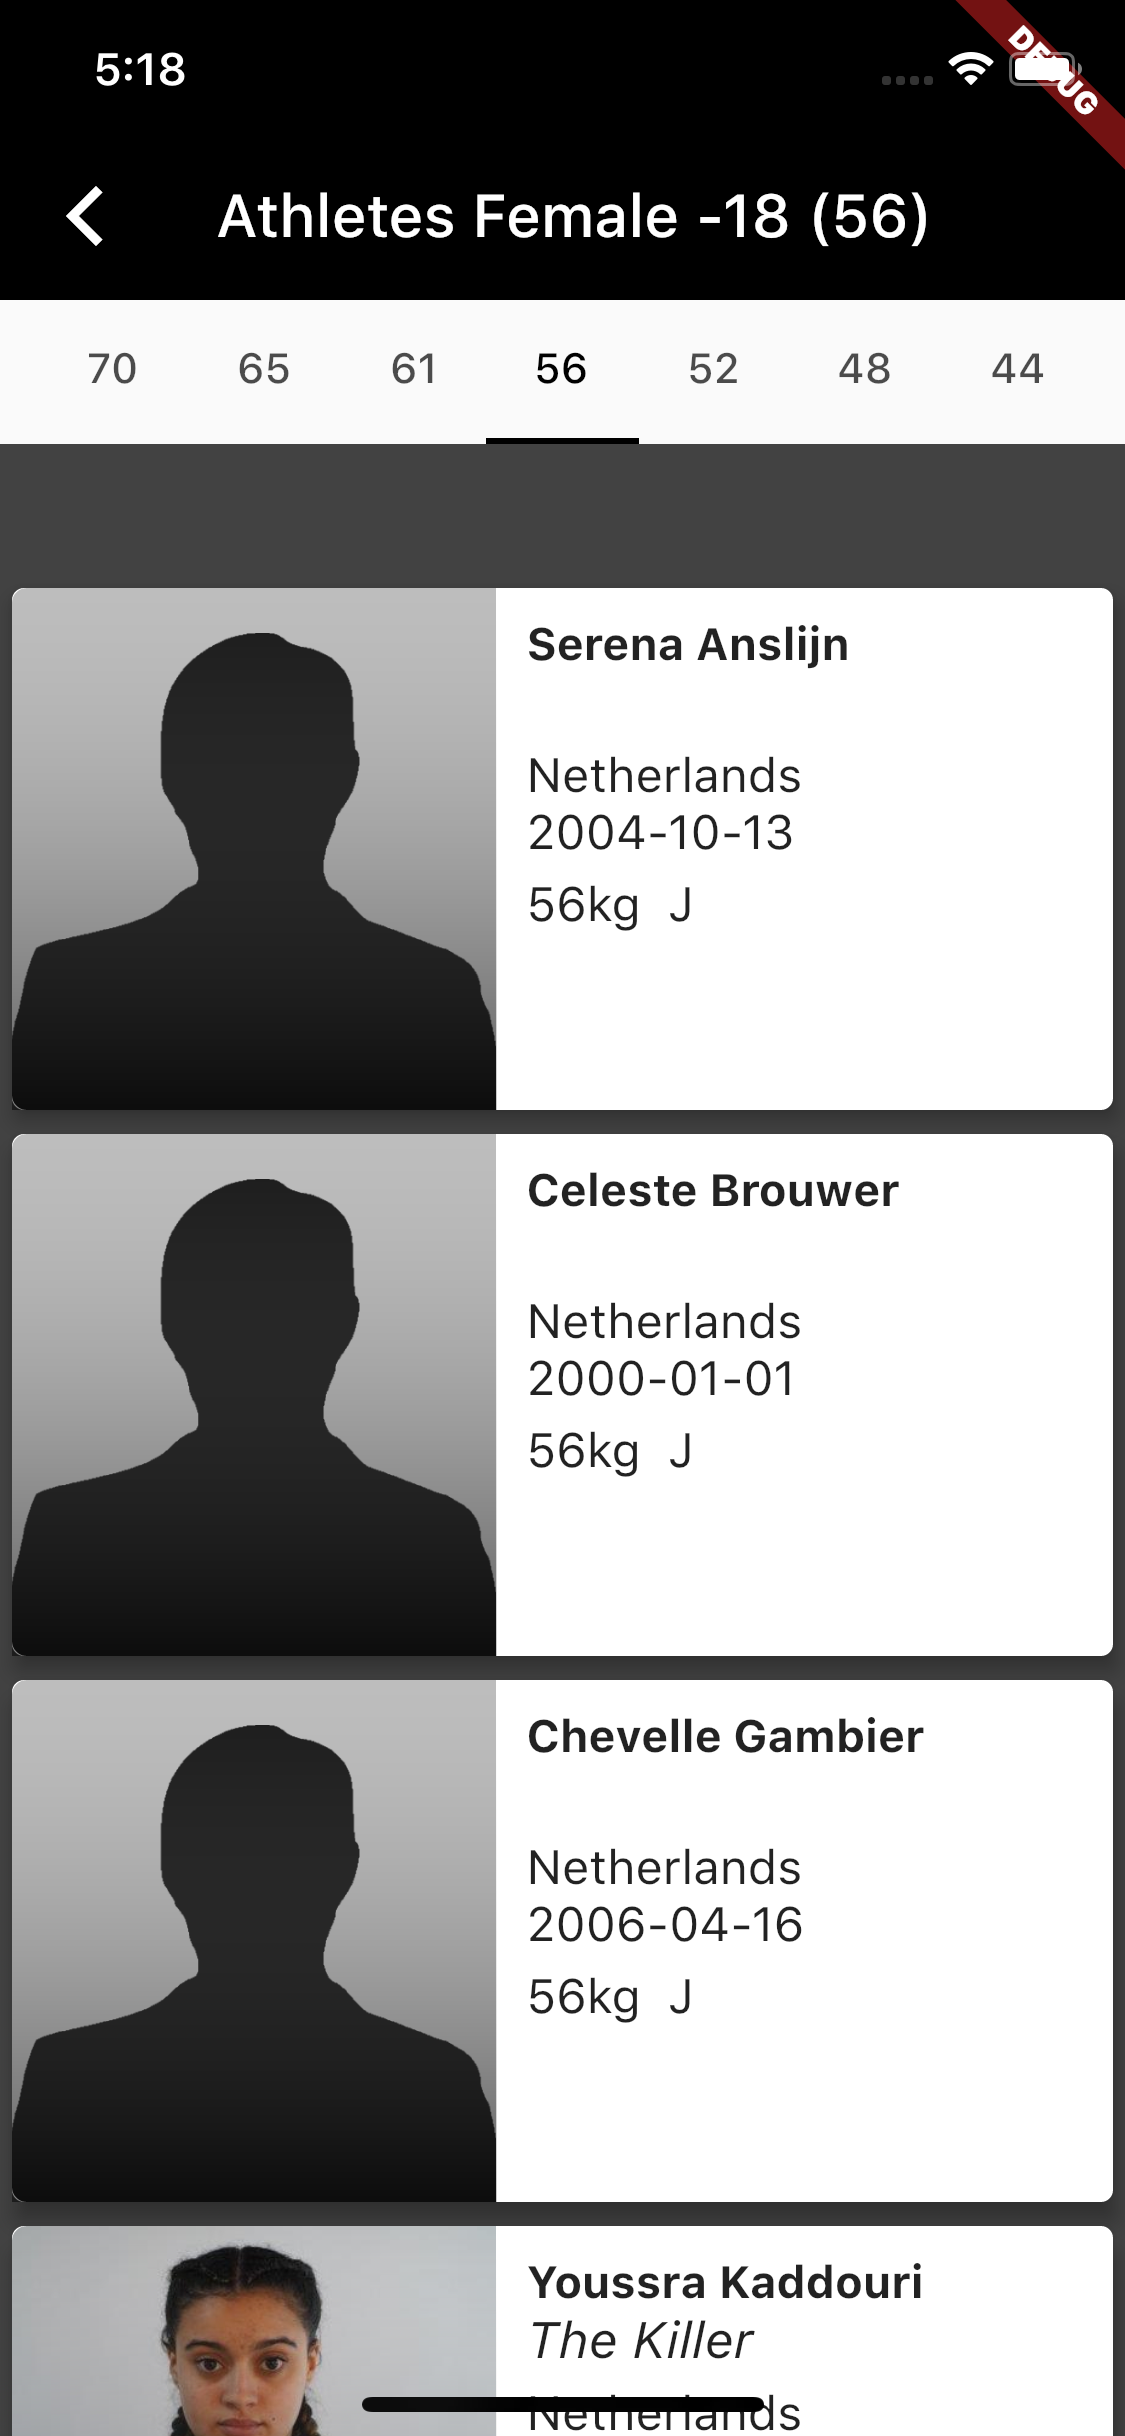 5:18
DEBUG
Athletes Female -18 (56)
70 65 61 56 52 48 44
Serena Anslijn
Netherlands
2004-10-13
56kg J
Celeste Brouwer
Netherlands
2000-01-01
56kg J
Chevelle Gambier
Netherlands
2006-04-16
56kg J
Youssra Kaddouri
The Killer
Netherlands